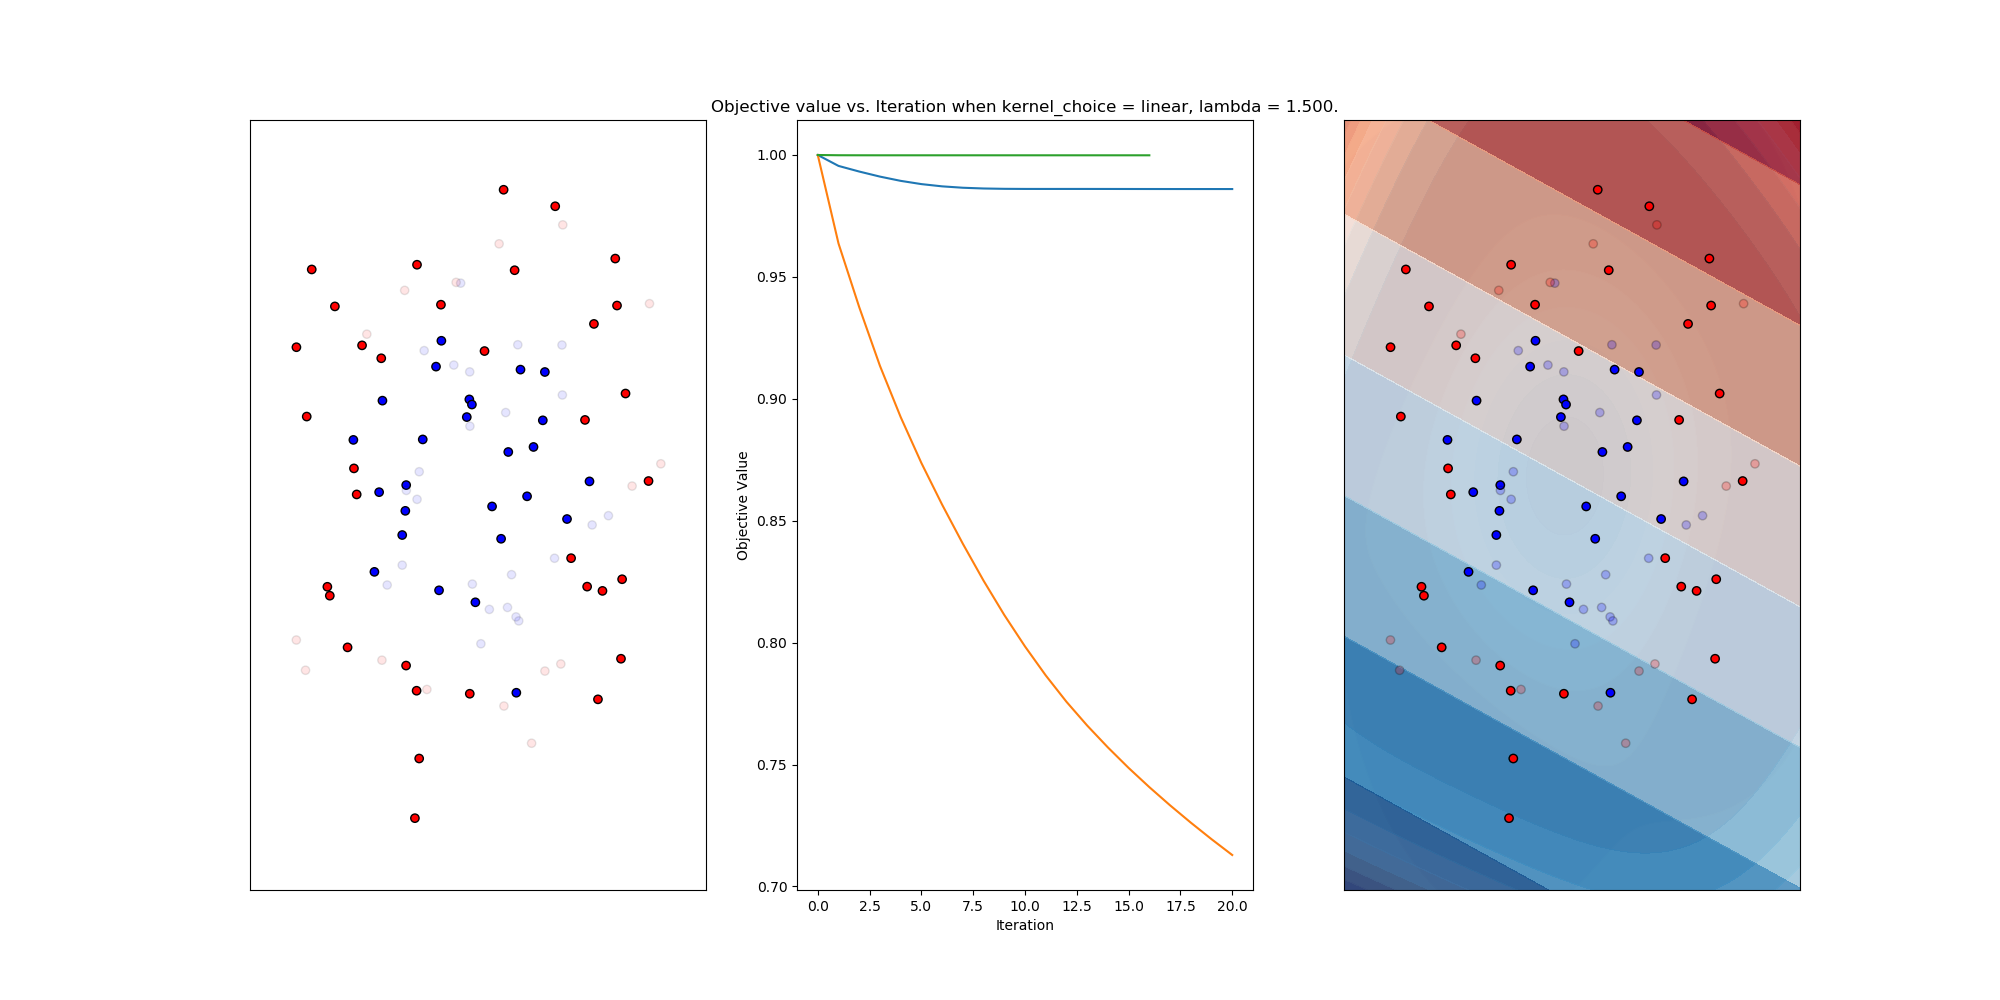 Objective value vs. Iteration when kernel_choice = linear, lambda = 1.500.
1.00
0.95
0.90
0.85
0.80
0.75
0.70
Objective Value
0.0 2.5 5.0 7.5 10.0 12.5 15.0 17.5 20.0
Iteration